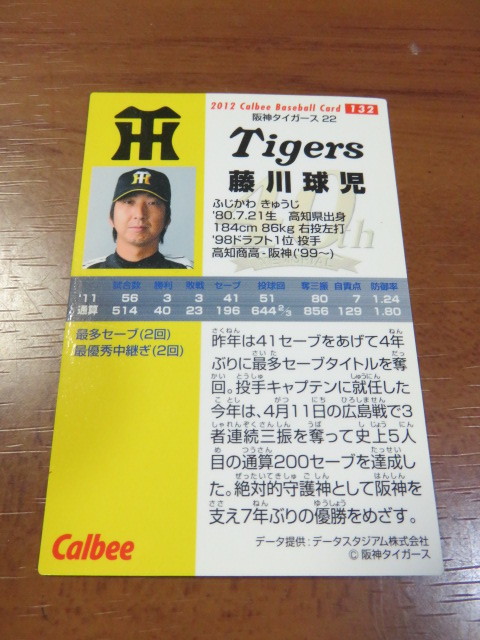 2012 Calbee Baseball Card 132
阪神タイガース 22
Tigers
藤川球児
ふじかわ きゅうじ
'80.7.21生 高知県出身
184cm 86kg 右投左打
'98ドラフト1位 投手
高知商高-阪神('99~)
試合数 勝利 敗戦 セーブ 投球回 奪三振 自責点 防御率
'11 56 3 3 41 51 80 7 1.24
通算 514 40 23 196 644 2/3 856 129 1.80
最多セーブ(2回)
最優秀中継ぎ(2回)
昨年は41セーブをあげて4年
ぶりに最多セーブタイトルを奪
回。投手キャプテンに就任した
今年は、4月11日の広島戦で3
者連続三振を奪って史上5人
目の通算200セーブを達成し
た。絶対的守護神として阪神を
支え7年ぶりの優勝をめざす。
Calbee
データ提供:データスタジアム株式会社
© 阪神タイガース
HT